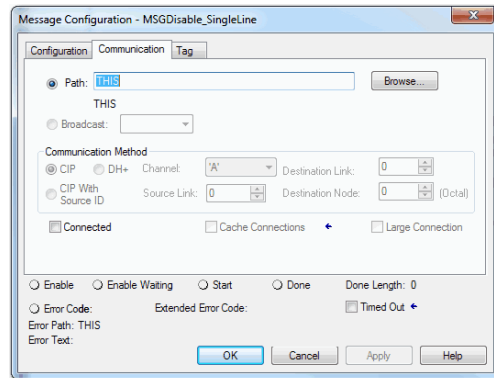 Message Configuration - MSGDisable_SingleLine
Configuration Communication Tag
Path: THIS Browse...
THIS
Broadcast:
Communication Method
CIP DH+ Channel: 'A' Destination Link: 0
CIP With Source ID Source Link: 0 Destination Node: 0 (Octal)
Connected Cache Connections Large Connection
Enable Enable Waiting Start Done Done Length: 0
Error Code: Extended Error Code: Timed Out
Error Path: THIS
Error Text:
OK Cancel Apply Help